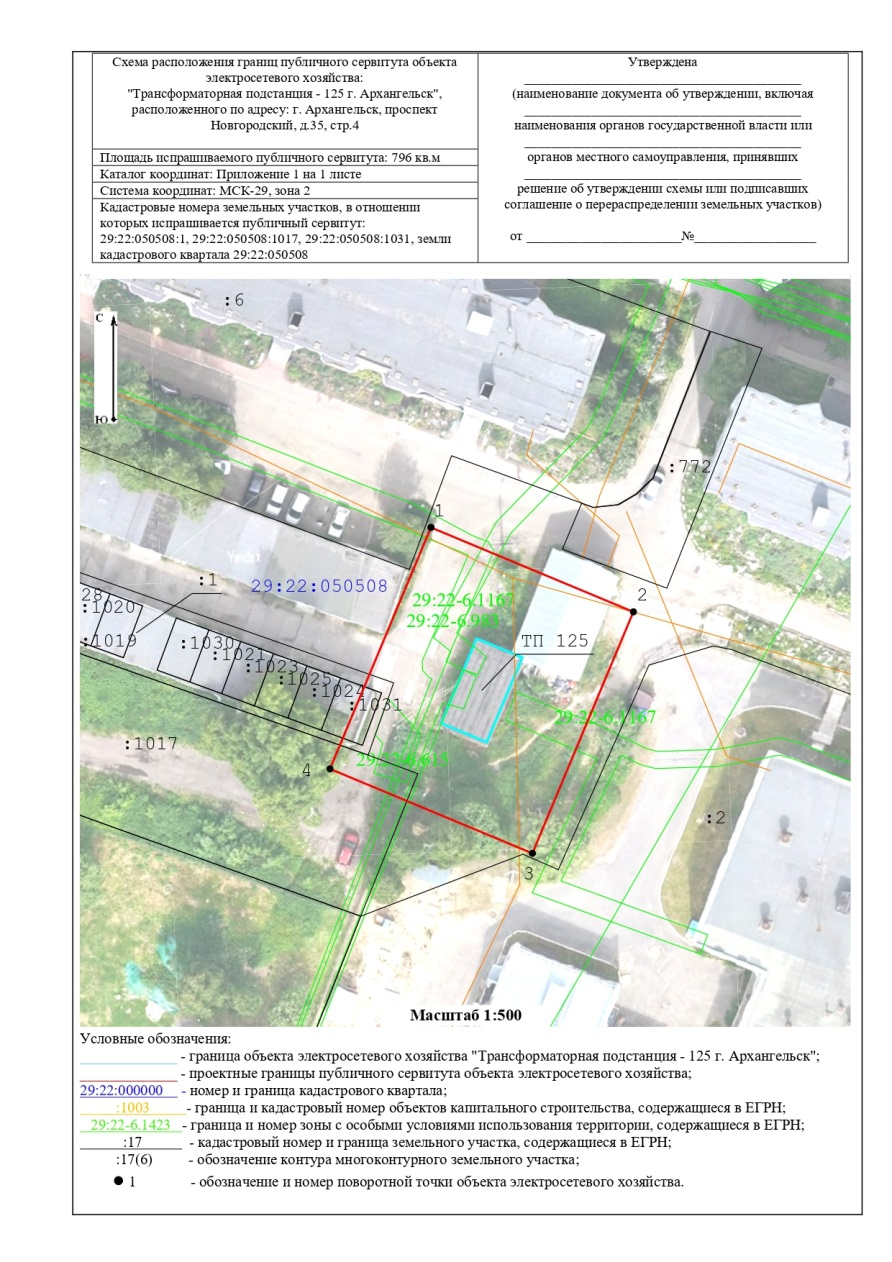 Схема расположения границ публичного сервитута объекта
электросетевого хозяйства:
"Трансформаторная подстанция - 125 г. Архангельск",
расположенного по адресу: г. Архангельск, проспект
Новгородский, д.35, стр.4
Площадь испрашиваемого публичного сервитута: 796 кв.м
Каталог координат: Приложение 1 на 1 листе
Система координат: МСК-29, зона 2
Кадастровые номера земельных участков, в отношении
которых испрашивается публичный сервитут:
29:22:050508:1, 29:22:050508:1017, 29:22:050508:1031, земли
кадастрового квартала 29:22:050508
Утверждена
(наименование документа об утверждении, включая
наименования органов государственной власти или
органов местного самоуправления, принявших
решение об утверждении схемы или подписавших
соглашение о перераспределении земельных участков)
от ________________________№___________________
:6
С
Ю
:772
1
:1
29:22:050508
28
:1020
29:22-6.1167
2
29:22-6.983
:1019
:1030
ТП 125
:1021
:1023
:1025
:1024
:1031
29:22-6.1167
:1017
29:22-6.615
4
:2
3
Масштаб 1:500
Условные обозначения:
- граница объекта электросетевого хозяйства "Трансформаторная подстанция - 125 г. Архангельск";
- проектные границы публичного сервитута объекта электросетевого хозяйства;
29:22:000000 - номер и граница кадастрового квартала;
:1003 - граница и кадастровый номер объектов капитального строительства, содержащиеся в ЕГРН;
29:22-6.1423 - граница и номер зоны с особыми условиями использования территории, содержащиеся в ЕГРН;
:17 - кадастровый номер и граница земельного участка, содержащиеся в ЕГРН;
:17(6) - обозначение контура многоконтурного земельного участка;
1 - обозначение и номер поворотной точки объекта электросетевого хозяйства.